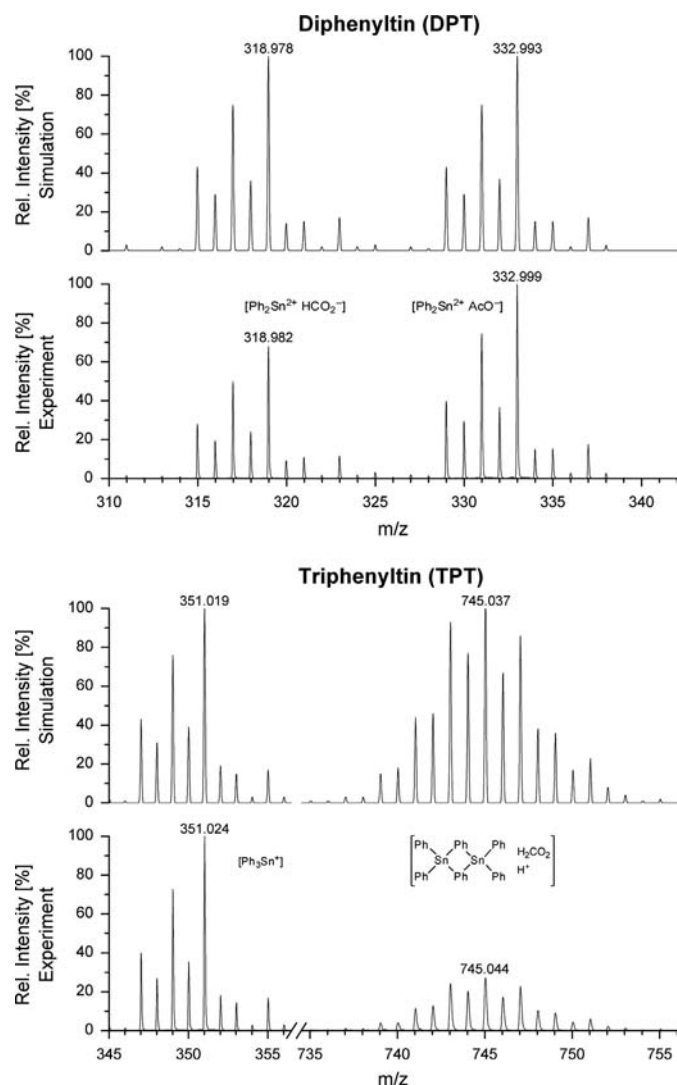 Diphenyltin (DPT)
Rel. Intensity [%]
Simulation
100
80
60
40
20
0
318.978
332.993
Rel. Intensity [%]
Experiment
100
80
60
40
20
0
[Ph₂Sn²⁺ HCO₂⁻]
318.982
[Ph₂Sn²⁺ AcO⁻]
332.999
310 315 320 325 330 335 340
m/z
Triphenyltin (TPT)
Rel. Intensity [%]
Simulation
100
80
60
40
20
0
351.019
745.037
Rel. Intensity [%]
Experiment
100
80
60
40
20
0
351.024
[Ph₃Sn⁺]
Ph Ph Ph
Sn Sn
Ph Ph Ph
H₂CO₂
H⁺
745.044
345 350 355 735 740 745 750 755
m/z